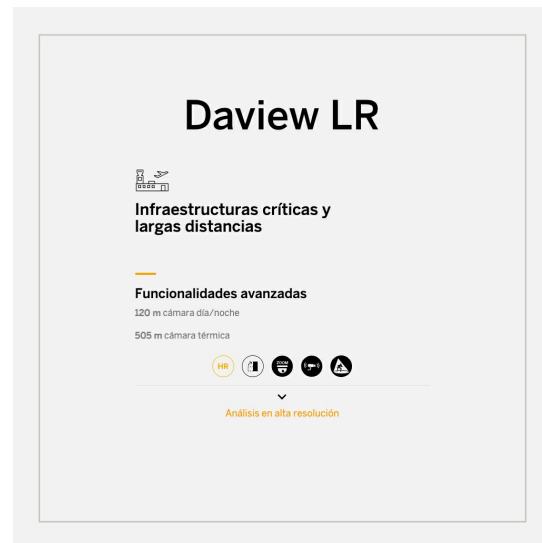 Daview LR
Infraestructuras críticas y
largas distancias
Funcionalidades avanzadas
120 m cámara día/noche
505 m cámara térmica
HR
ZOOM
Análisis en alta resolución